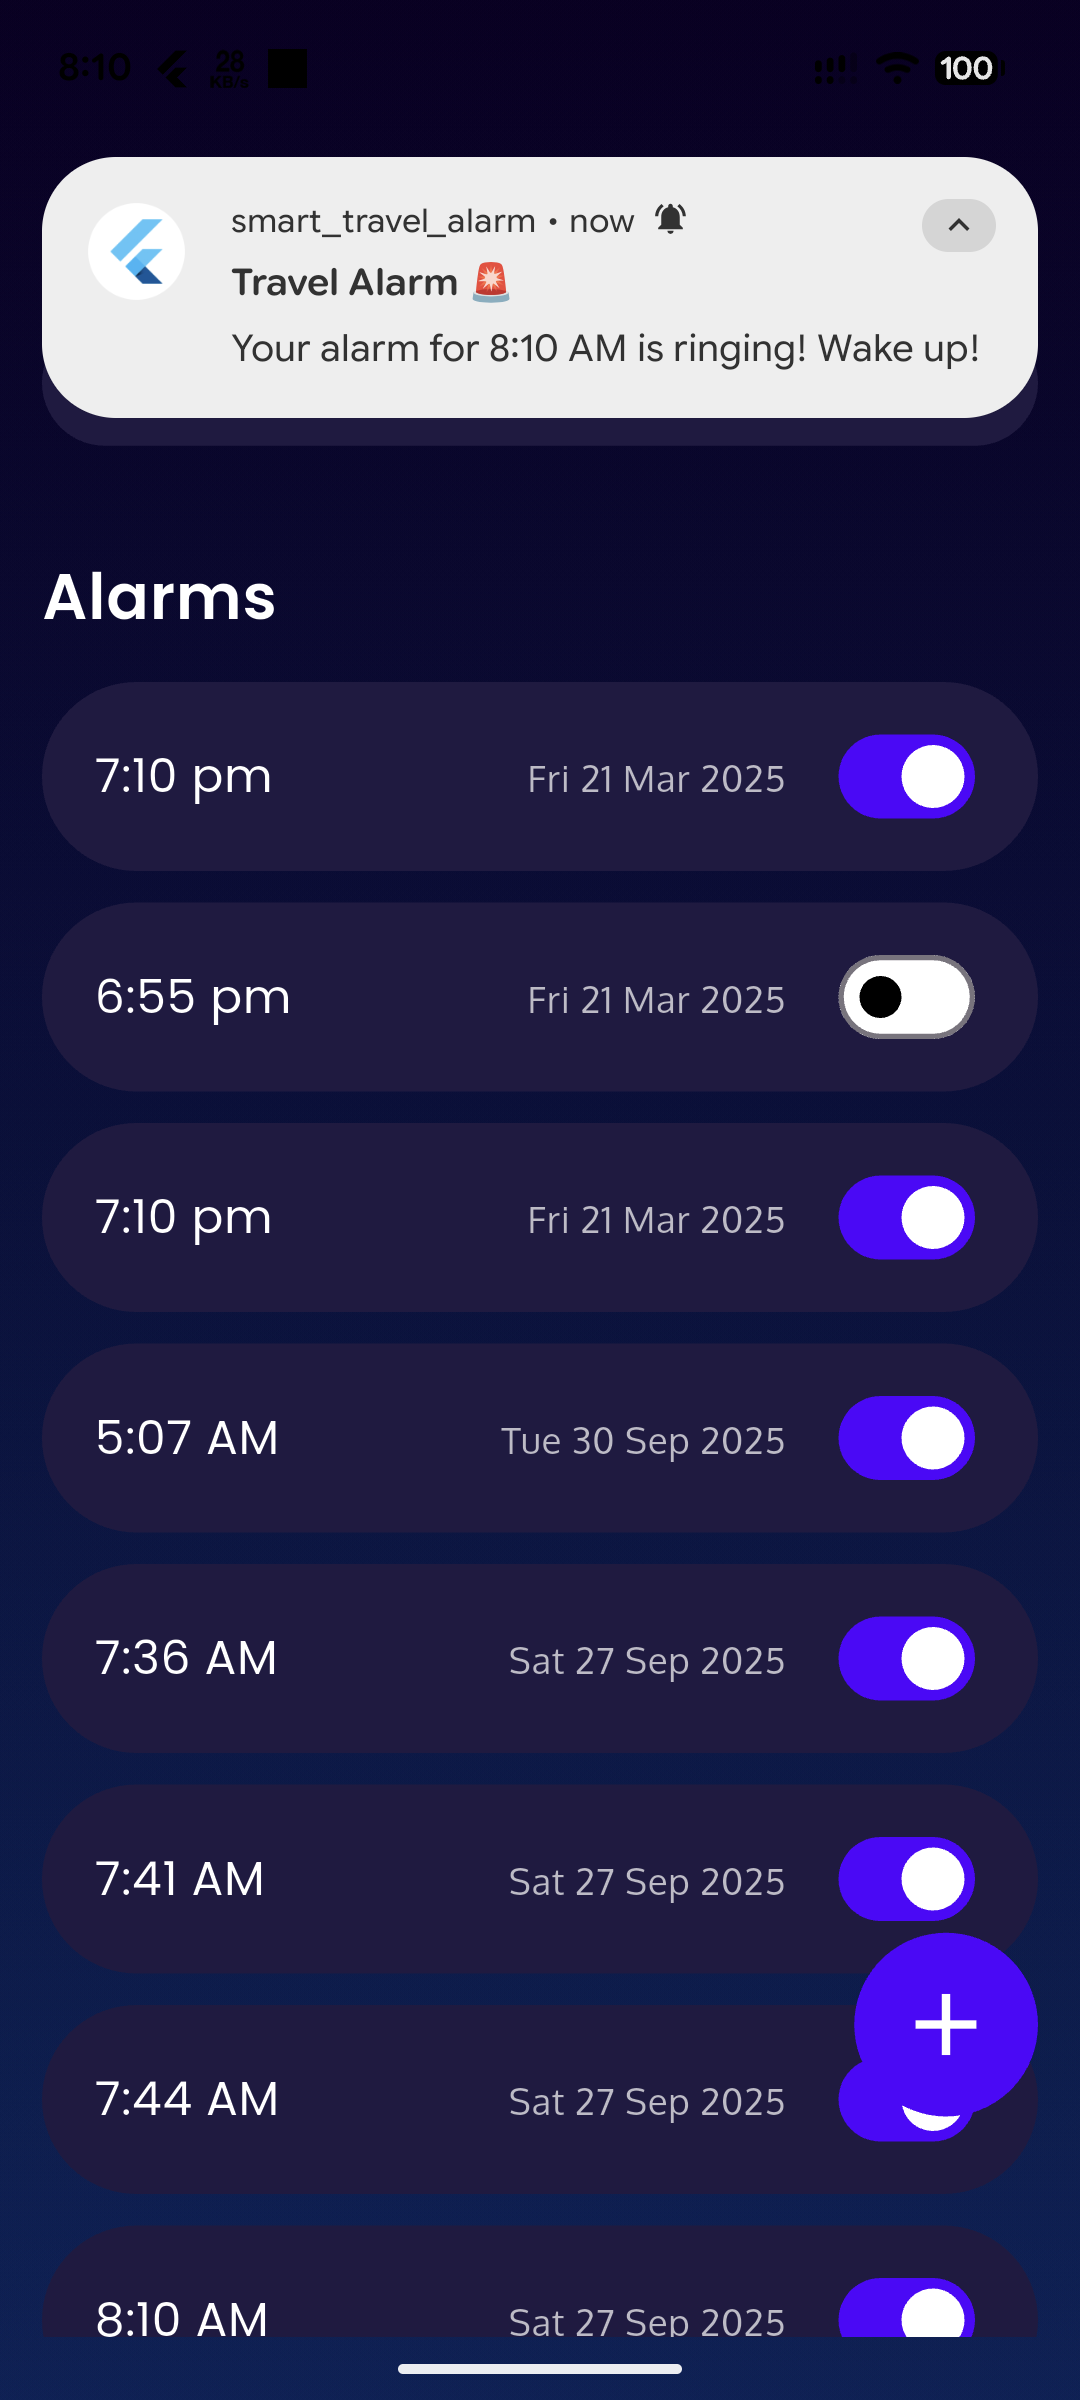 8:10 28 KB/s 100
smart_travel_alarm • now
Travel Alarm 🚨
Your alarm for 8:10 AM is ringing! Wake up!
Alarms
7:10 pm Fri 21 Mar 2025
6:55 pm Fri 21 Mar 2025
7:10 pm Fri 21 Mar 2025
5:07 AM Tue 30 Sep 2025
7:36 AM Sat 27 Sep 2025
7:41 AM Sat 27 Sep 2025
7:44 AM Sat 27 Sep 2025
8:10 AM Sat 27 Sep 2025